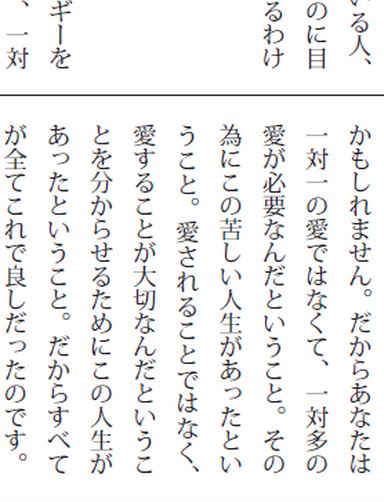 いる人、
のに目
るわけ
ギーを
、一対
かもしれません。だからあなたは
一対一の愛ではなくて、一対多の
愛が必要なんだということ。その
為にこの苦しい人生があったとい
うこと。愛されることではなく、
愛することが大切なんだというこ
とを分からせるためにこの人生が
あったということ。だからすべて
が全てこれで良しだったのです。